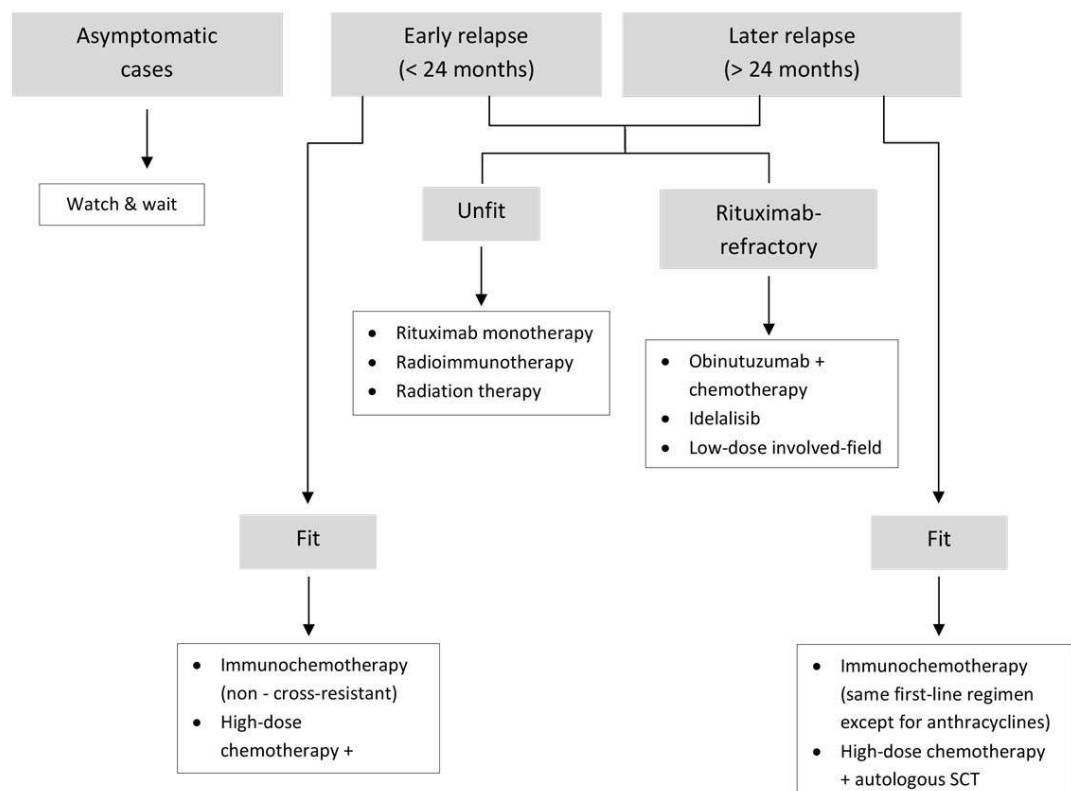 Asymptomatic
cases
Early relapse
(< 24 months)
Later relapse
(> 24 months)
Watch & wait
Unfit
Rituximab-
refractory
• Rituximab monotherapy
• Radioimmunotherapy
• Radiation therapy
• Obinutuzumab +
chemotherapy
• Idelalisib
• Low-dose involved-field
Fit
Fit
• Immunochemotherapy
(non - cross-resistant)
• High-dose
chemotherapy +
• Immunochemotherapy
(same first-line regimen
except for anthracyclines)
• High-dose chemotherapy
+ autologous SCT